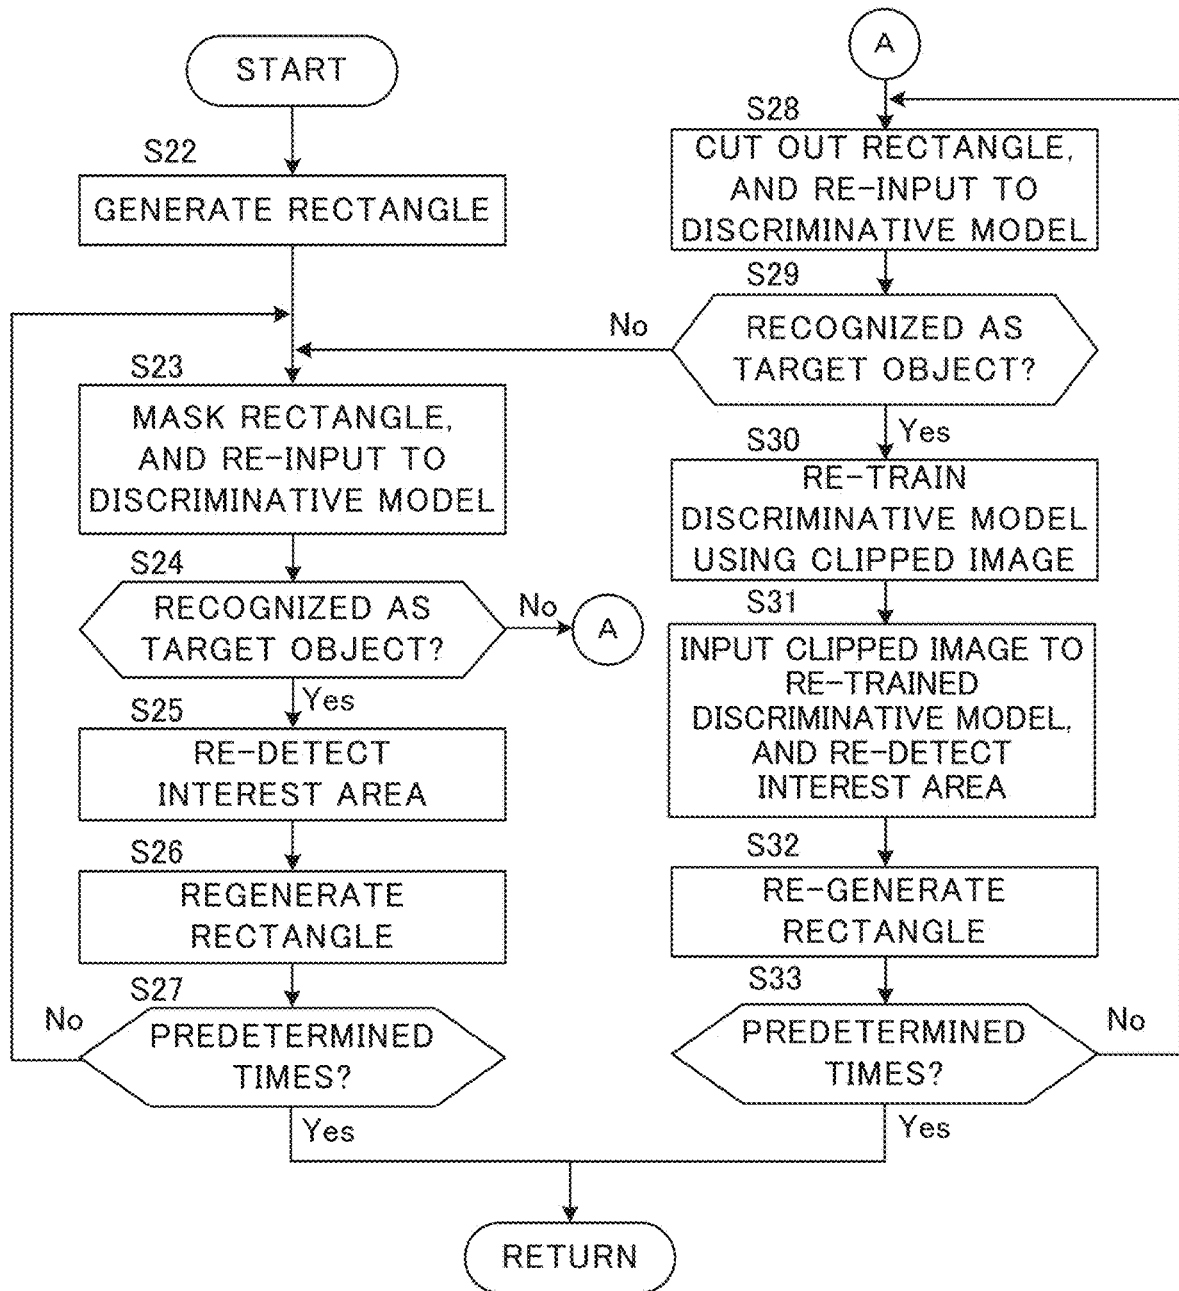 START
S22
GENERATE RECTANGLE
S23
MASK RECTANGLE,
AND RE-INPUT TO
DISCRIMINATIVE MODEL
S24
RECOGNIZED AS
TARGET OBJECT?
No
A
Yes
S25
RE-DETECT
INTEREST AREA
S26
REGENERATE
RECTANGLE
S27
No
PREDETERMINED
TIMES?
Yes
A
S28
CUT OUT RECTANGLE,
AND RE-INPUT TO
DISCRIMINATIVE MODEL
S29
No
RECOGNIZED AS
TARGET OBJECT?
Yes
S30
RE-TRAIN
DISCRIMINATIVE MODEL
USING CLIPPED IMAGE
S31
INPUT CLIPPED IMAGE TO
RE-TRAINED
DISCRIMINATIVE MODEL,
AND RE-DETECT
INTEREST AREA
S32
RE-GENERATE
RECTANGLE
S33
PREDETERMINED
TIMES?
No
Yes
RETURN